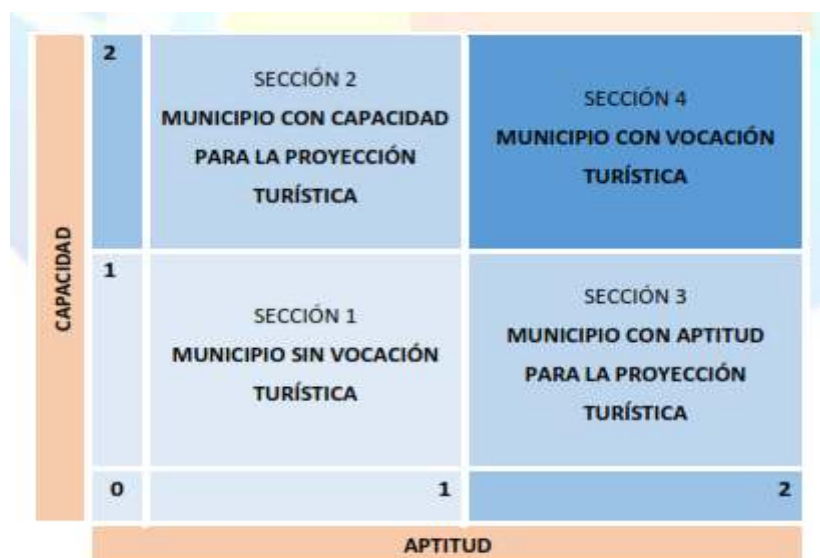 CAPACIDAD
2
SECCIÓN 2
MUNICIPIO CON CAPACIDAD
PARA LA PROYECCIÓN
TURÍSTICA
SECCIÓN 4
MUNICIPIO CON VOCACIÓN
TURÍSTICA
1
SECCIÓN 1
MUNICIPIO SIN VOCACIÓN
TURÍSTICA
SECCIÓN 3
MUNICIPIO CON APTITUD
PARA LA PROYECCIÓN
TURÍSTICA
0
1
2
APTITUD